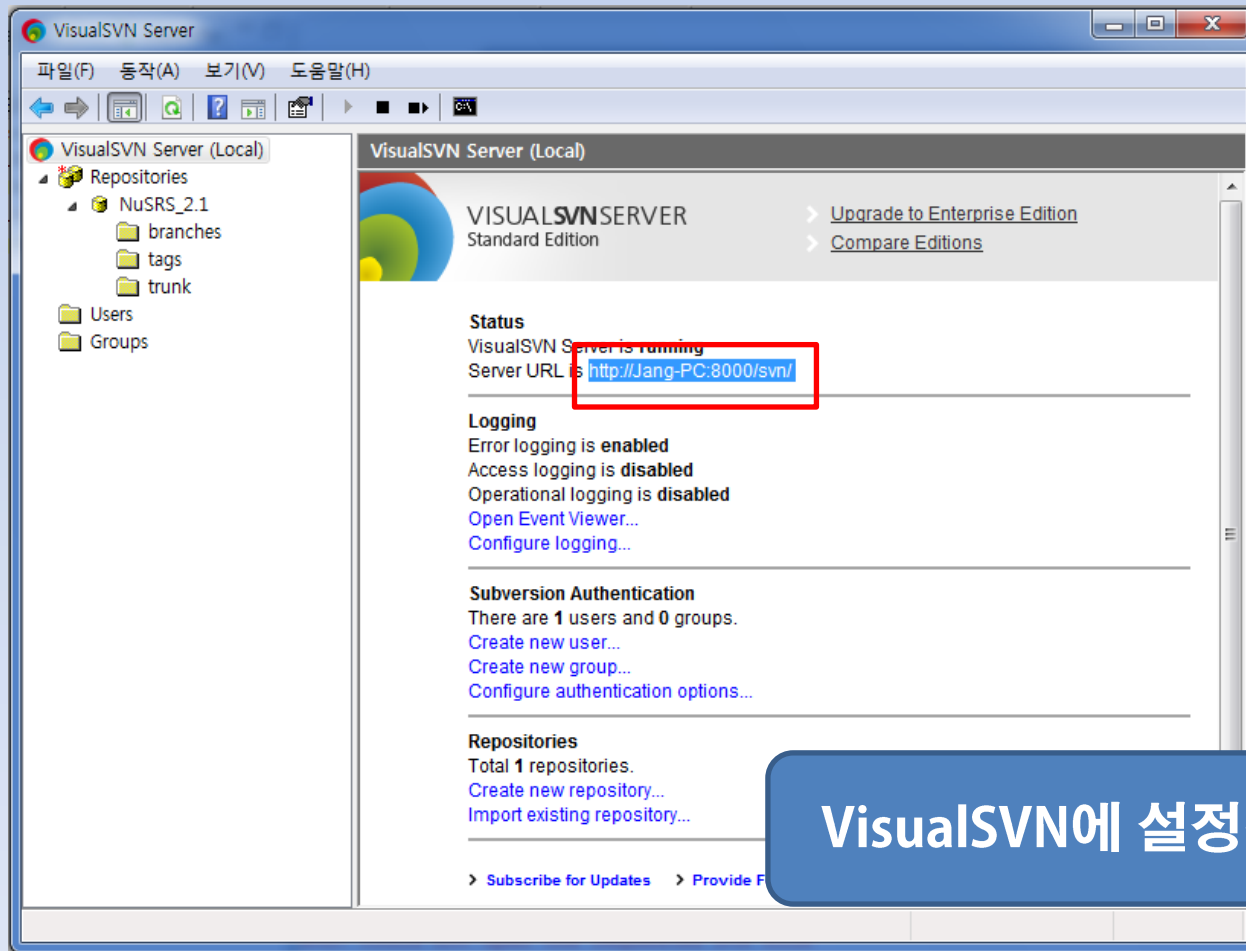 VisualSVN Server
파일(F) 동작(A) 보기(V) 도움말(H)
VisualSVN Server (Local)
Repositories
NuSRS_2.1
branches
tags
trunk
Users
Groups
VisualSVN Server (Local)
VISUALSVNSERVER
Standard Edition
Upgrade to Enterprise Edition
Compare Editions
Status
VisualSVN Server is running
Server URL is http://Jang-PC:8000/svn/
Logging
Error logging is enabled
Access logging is disabled
Operational logging is disabled
Open Event Viewer...
Configure logging...
Subversion Authentication
There are 1 users and 0 groups.
Create new user...
Create new group...
Configure authentication options...
Repositories
Total 1 repositories.
Create new repository...
Import existing repository...
> Subscribe for Updates > Provide F
VisualSVN에 설정